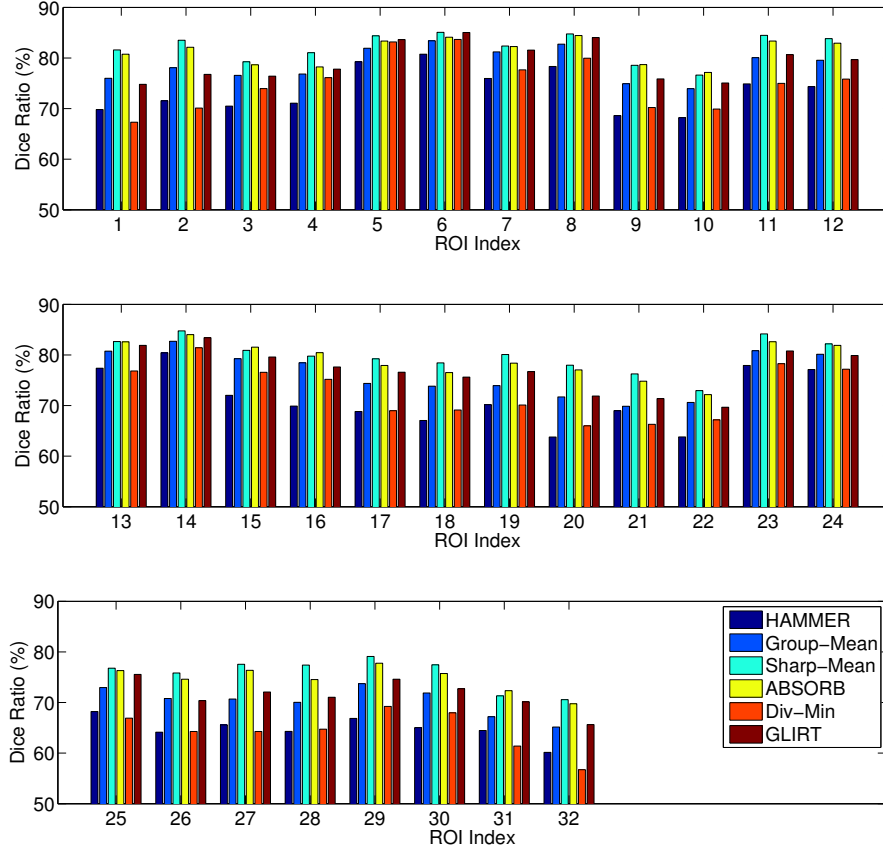 90
80
70
60
50
Dice Ratio (%)
1 2 3 4 5 6 7 8 9 10 11 12
ROI Index
90
80
70
60
50
Dice Ratio (%)
13 14 15 16 17 18 19 20 21 22 23 24
ROI Index
90
80
70
60
50
Dice Ratio (%)
25 26 27 28 29 30 31 32
ROI Index
HAMMER
Group-Mean
Sharp-Mean
ABSORB
Div-Min
GLIRT